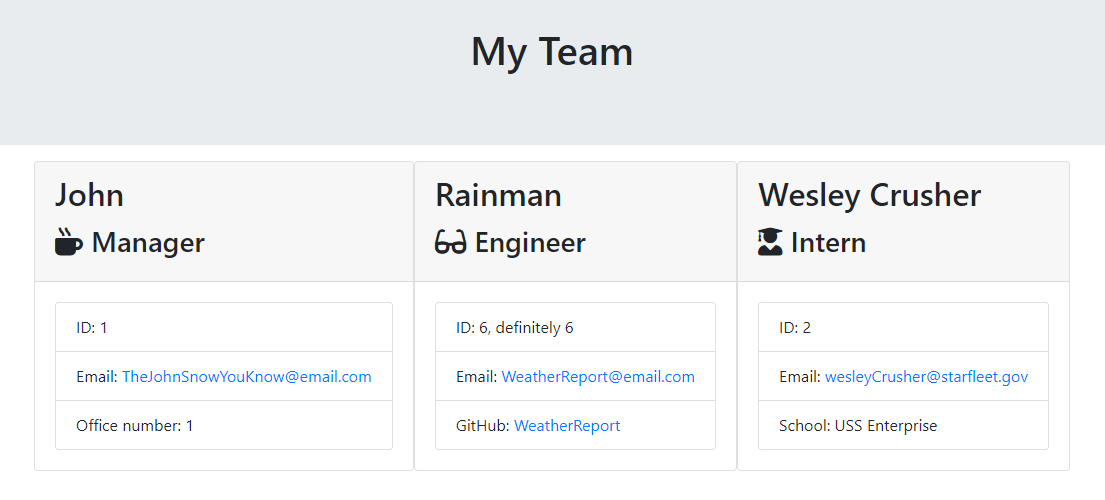 My Team
John
Manager
ID: 1
Email: TheJohnSnowYouKnow@email.com
Office number: 1
Rainman
Engineer
ID: 6, definitely 6
Email: WeatherReport@email.com
GitHub: WeatherReport
Wesley Crusher
Intern
ID: 2
Email: wesleyCrusher@starfleet.gov
School: USS Enterprise